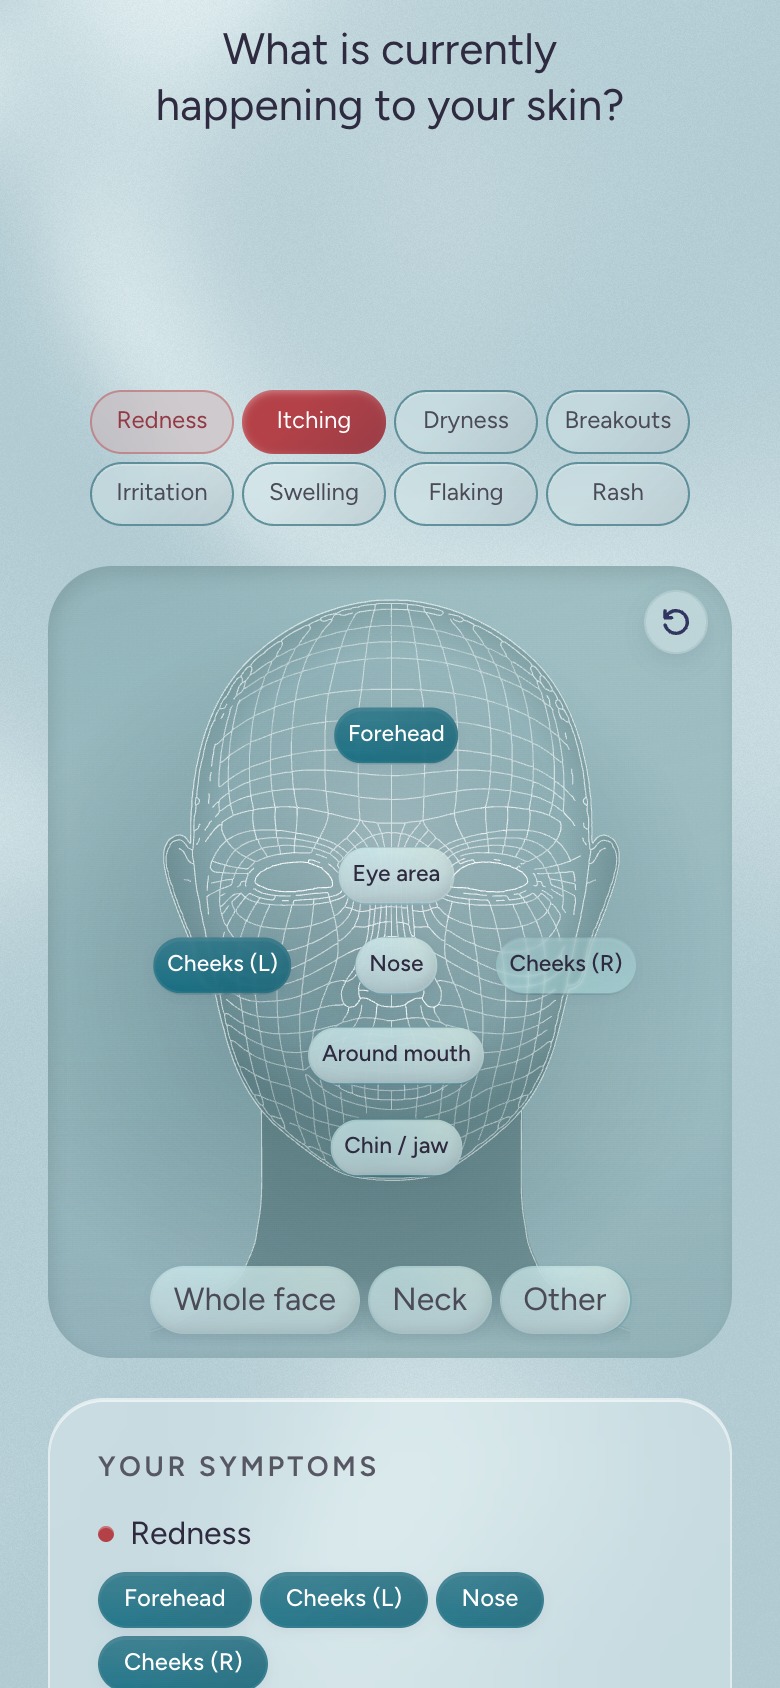 What is currently
happening to your skin?
Redness Itching Dryness Breakouts
Irritation Swelling Flaking Rash
Forehead
Eye area
Cheeks (L) Nose Cheeks (R)
Around mouth
Chin / jaw
Whole face Neck Other
YOUR SYMPTOMS
Redness
Forehead Cheeks (L) Nose
Cheeks (R)